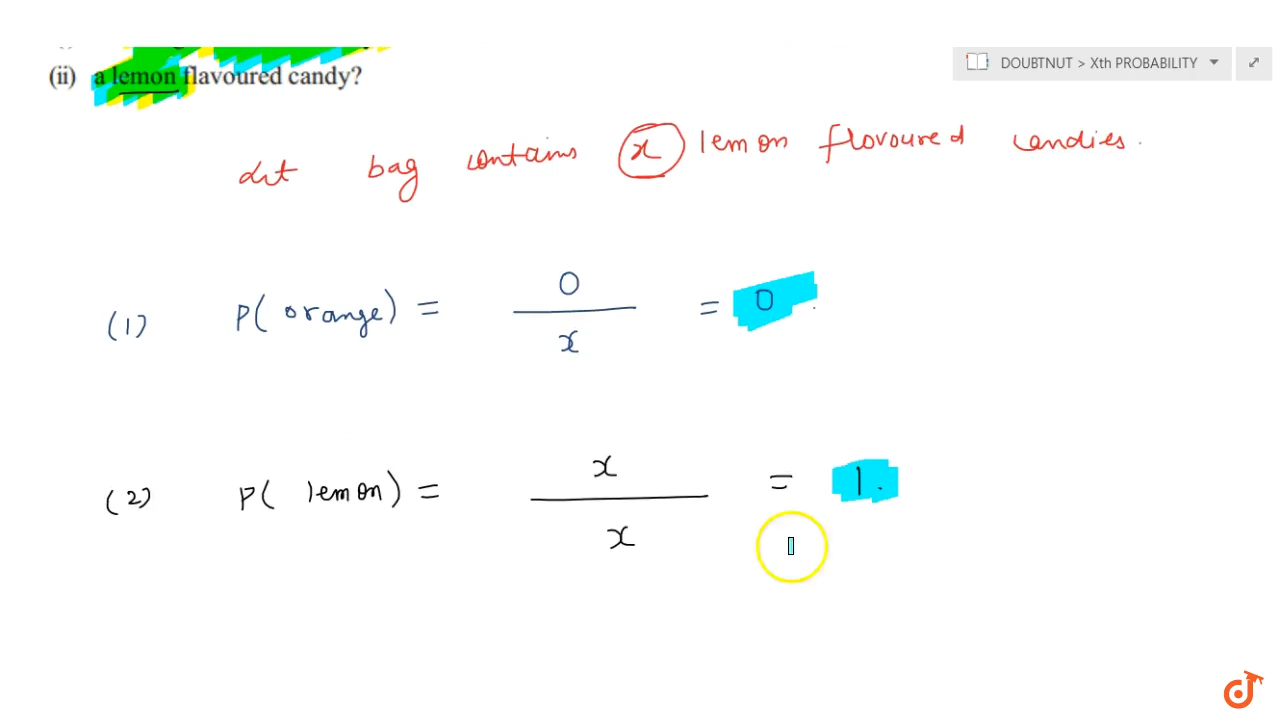 (ii) a lemon flavoured candy?
DOUBTNUT > Xth PROBABILITY
Let bag contains x lemon flavoured candies.
(1) P( orange) = 0/x = 0.
(2) P( lemon) = x/x = 1.